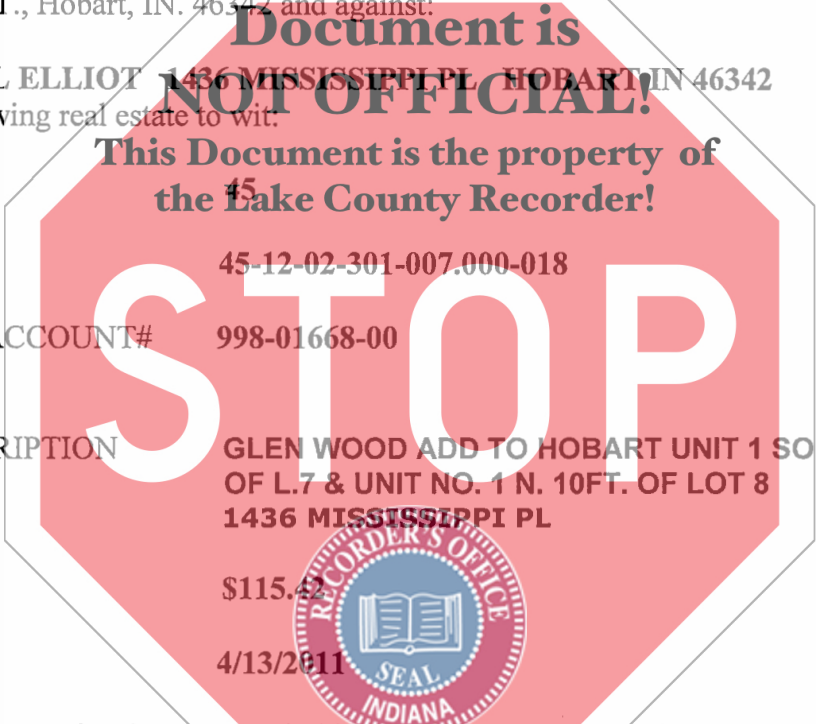 T., Hobart, IN. 46342 and against:
Document is
L ELLIOT 1436 MISSISSIPPI PL HOBART IN 46342
NOT OFFICIAL!
ving real estate to wit:
This Document is the property of
45
the Lake County Recorder!
45-12-02-301-007.000-018
STOP
ACCOUNT# 998-01668-00
RIPTION GLEN WOOD ADD TO HOBART UNIT 1 SO
OF L.7 & UNIT NO. 1 N. 10FT. OF LOT 8
1436 MISSISSIPPI PL
RECORDER'S OFFICE
$115.42
4/13/2011
SEAL
INDIANA